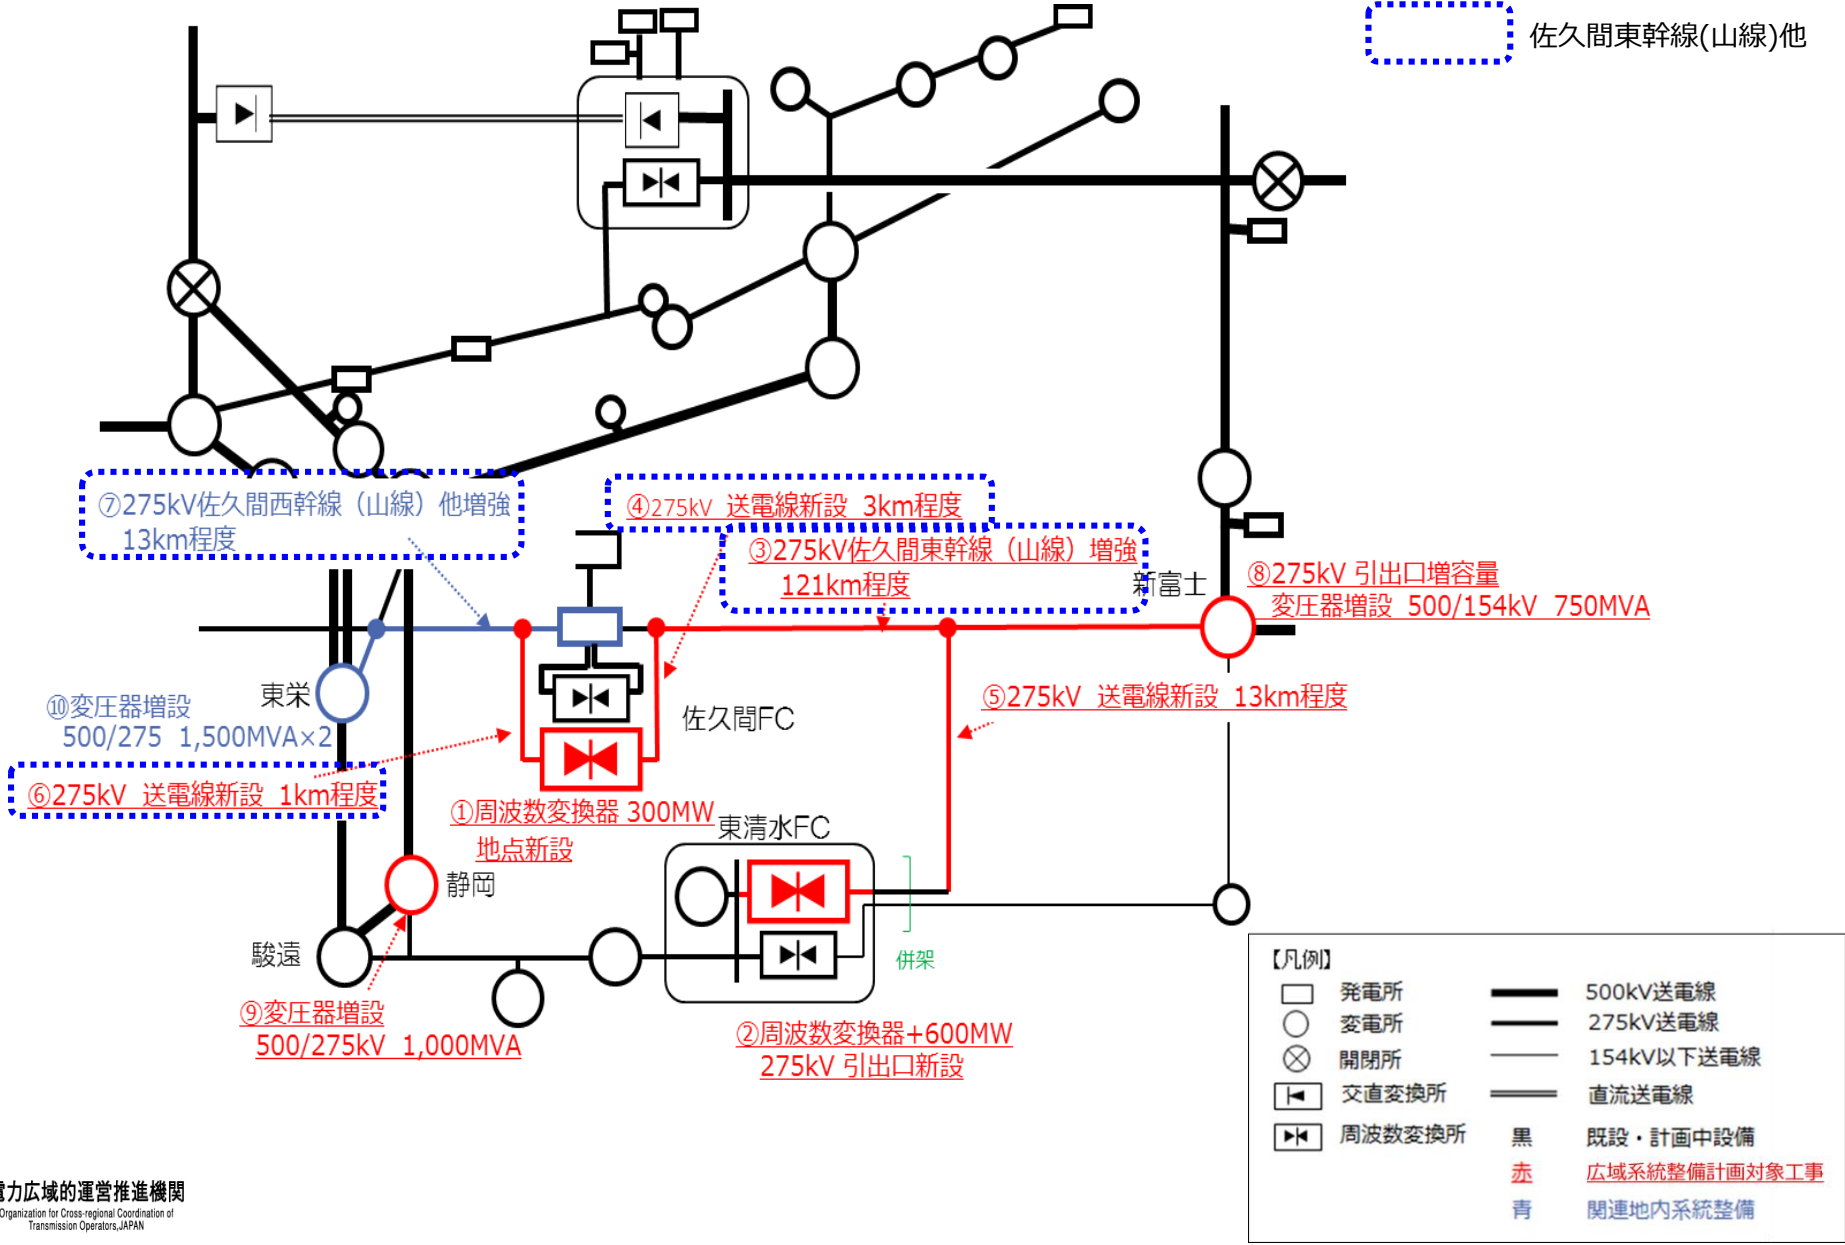 佐久間東幹線(山線)他
⑦275kV佐久間西幹線（山線）他増強
13km程度
④275kV 送電線新設 3km程度
③275kV佐久間東幹線（山線）増強
121km程度
新富士
⑧275kV 引出口増容量
変圧器増設 500/154kV 750MVA
東栄
⑩変圧器増設
500/275 1,500MVA×2
佐久間FC
⑤275kV 送電線新設 13km程度
⑥275kV 送電線新設 1km程度
①周波数変換器 300MW
地点新設
東清水FC
静岡
駿遠
併架
⑨変圧器増設
500/275kV 1,000MVA
②周波数変換器+600MW
275kV 引出口新設
【凡例】
発電所
500kV送電線
変電所
275kV送電線
開閉所
154kV以下送電線
交直変換所
直流送電線
周波数変換所
黒 既設・計画中設備
赤 広域系統整備計画対象工事
青 関連地内系統整備
電力広域的運営推進機関
Organization for Cross-regional Coordination of
Transmission Operators,JAPAN